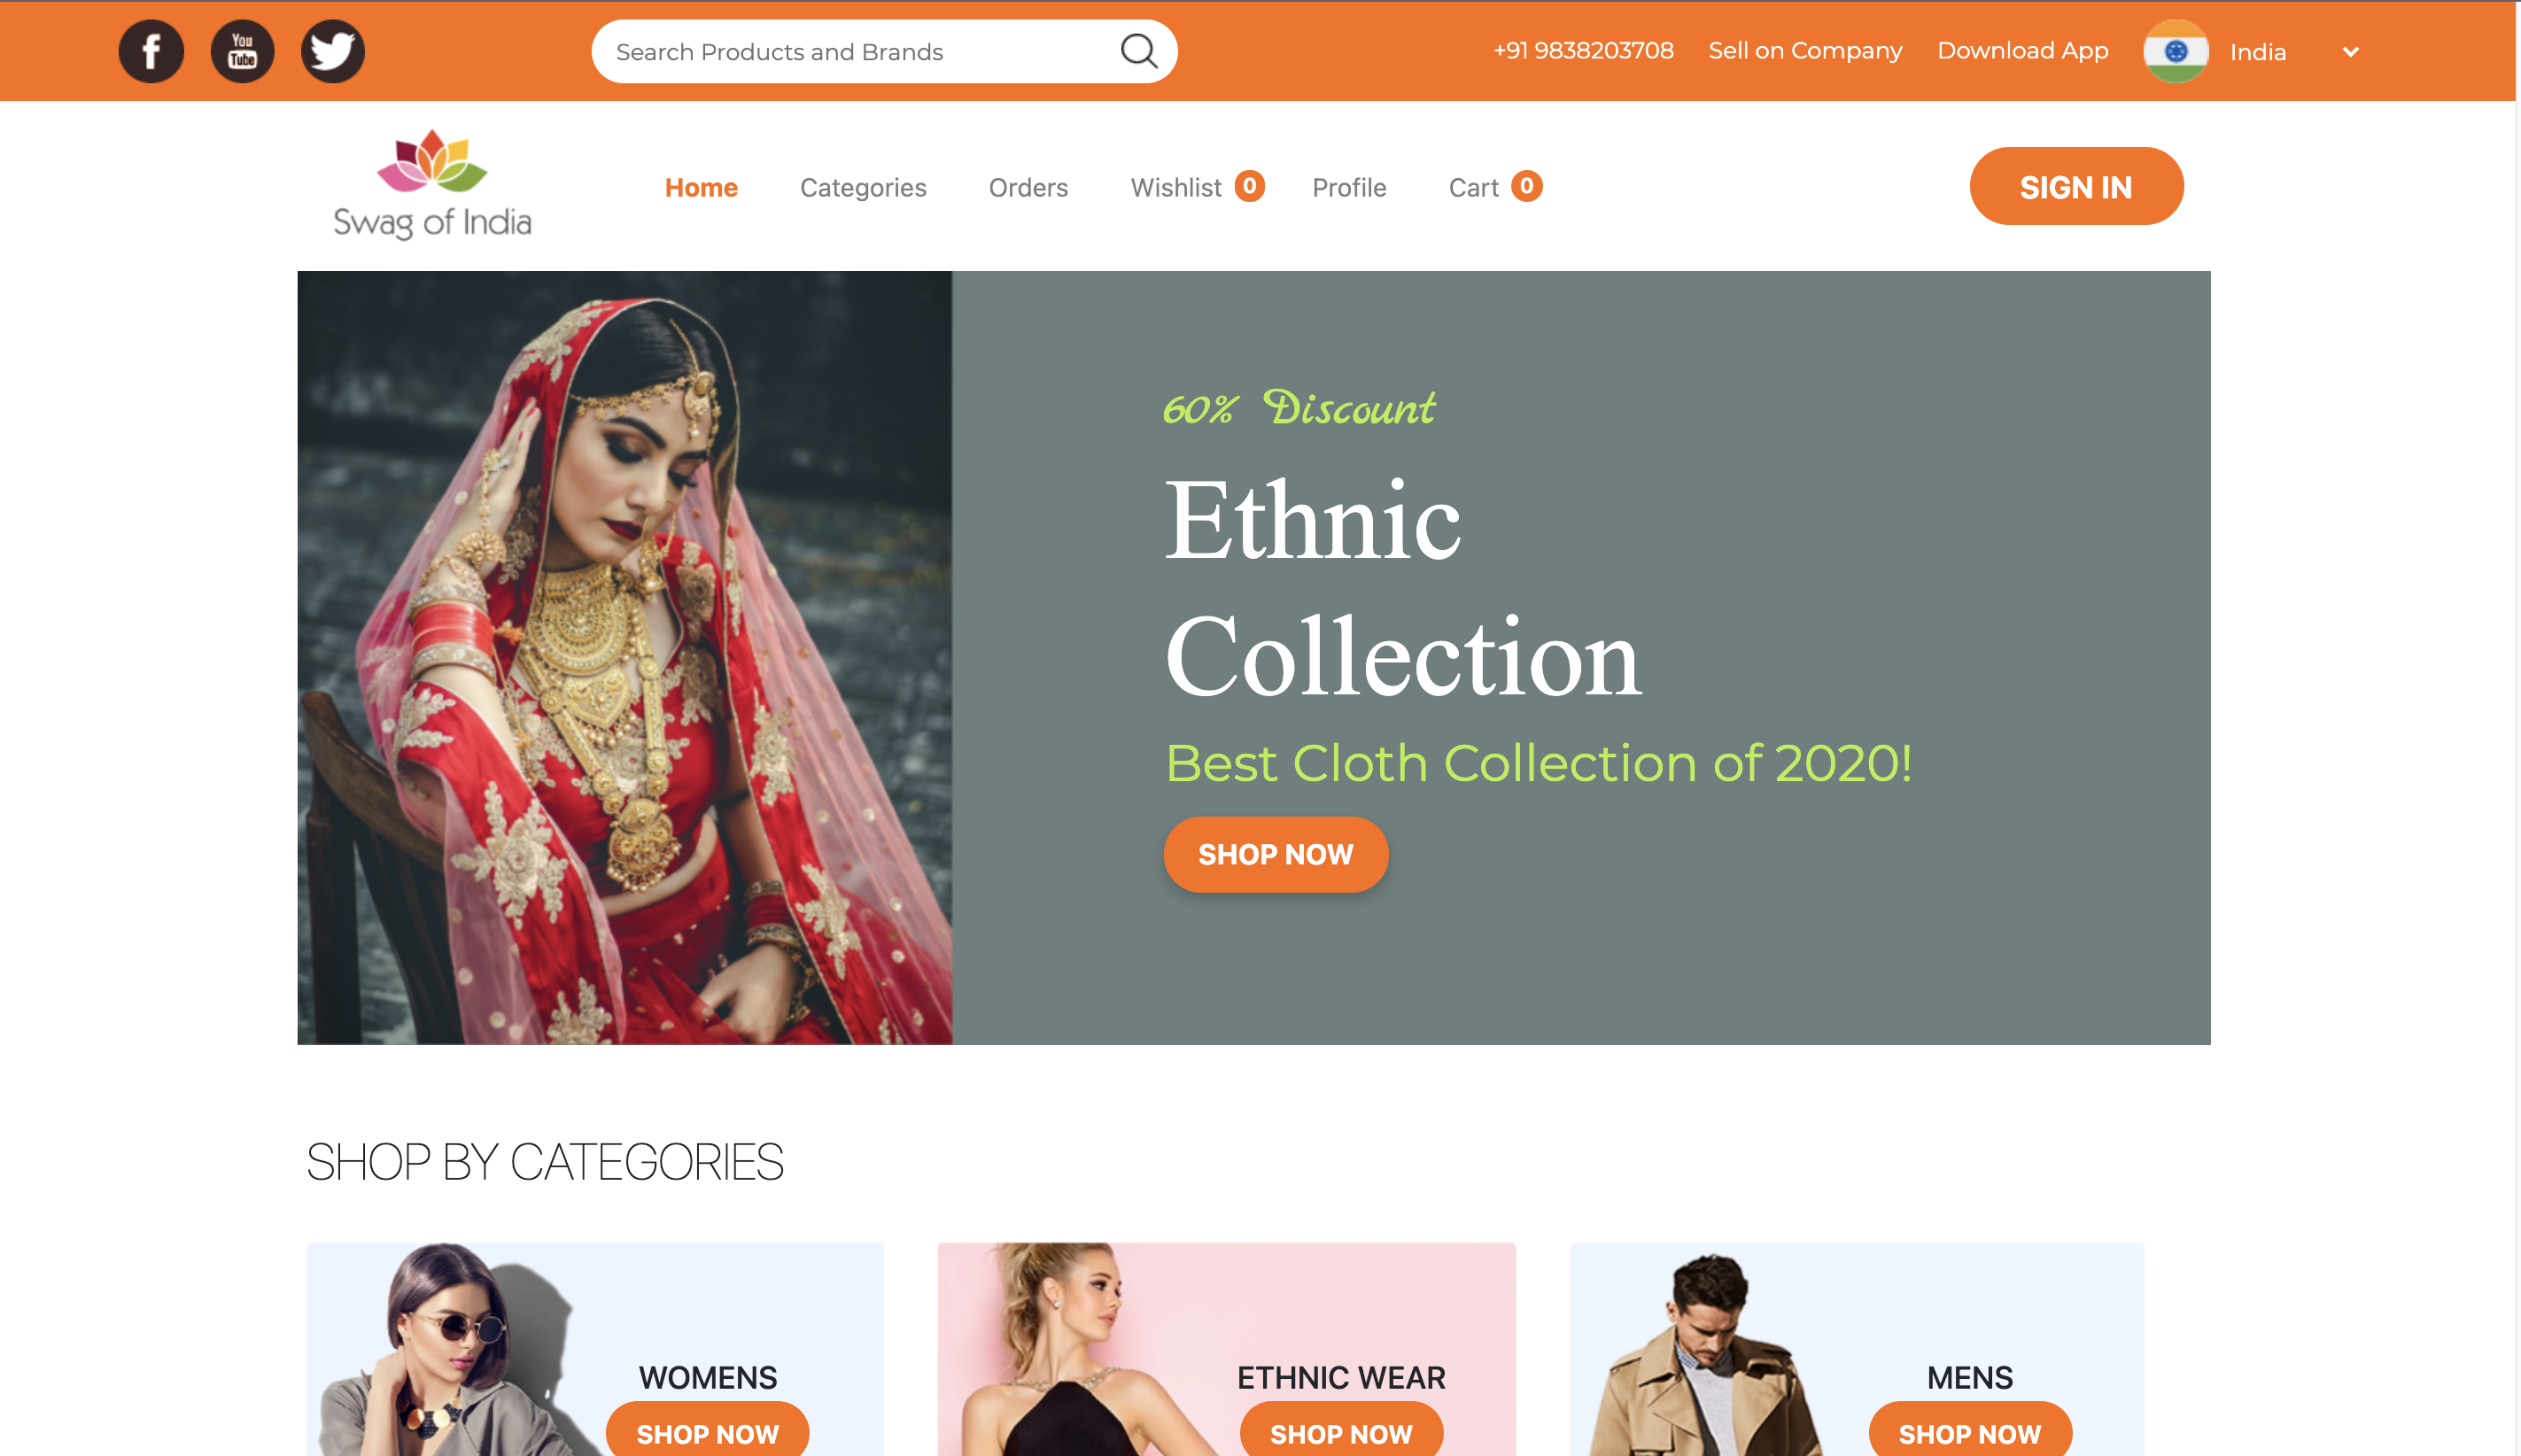 f
You
Tube
Search Products and Brands
+91 9838203708
Sell on Company
Download App
India
Swag of India
Home
Categories
Orders
Wishlist 0
Profile
Cart 0
SIGN IN
60% Discount
Ethnic
Collection
Best Cloth Collection of 2020!
SHOP NOW
SHOP BY CATEGORIES
WOMENS
SHOP NOW
ETHNIC WEAR
SHOP NOW
MENS
SHOP NOW